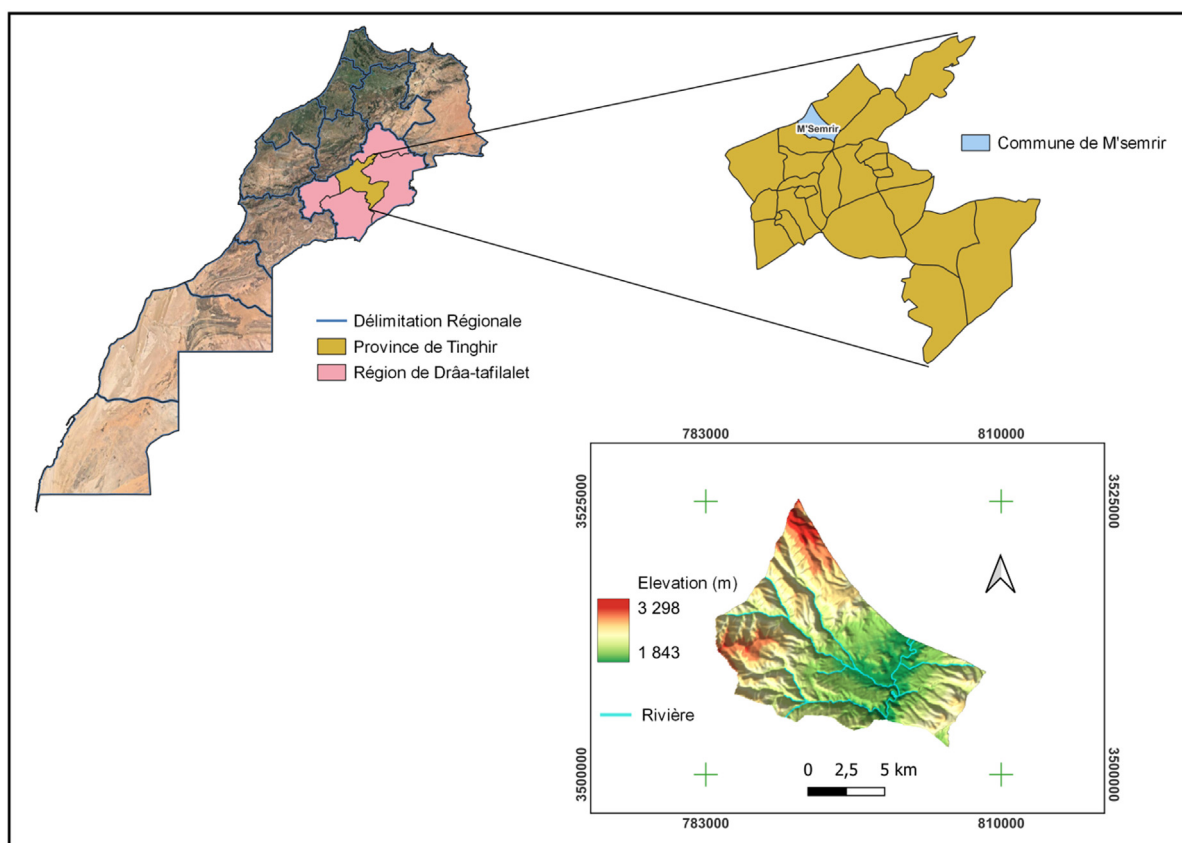 M'Semrir
Commune de M'semrir
Délimitation Régionale
Province de Tinghir
Région de Drâa-tafilalet
783000
810000
3525000
3525000
Elevation (m)
3 298
1 843
Rivière
0 2,5 5 km
3500000
3500000
783000
810000